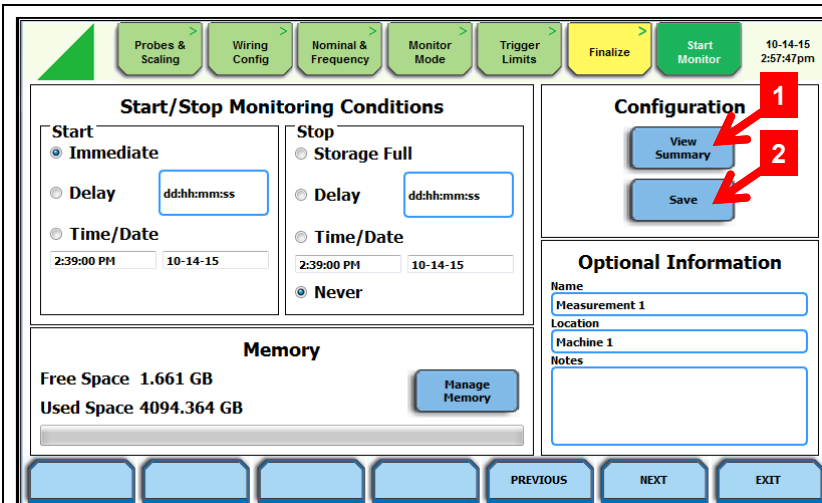 > > > > > >
Probes & Scaling
Wiring Config
Nominal & Frequency
Monitor Mode
Trigger Limits
Finalize
Start Monitor
10-14-15
2:57:47pm
Start/Stop Monitoring Conditions
Start
Immediate
Delay dd:hh:mm:ss
Time/Date
2:39:00 PM 10-14-15
Stop
Storage Full
Delay dd:hh:mm:ss
Time/Date
2:39:00 PM 10-14-15
Never
Configuration
1
View
Summary
2
Save
Memory
Free Space 1.661 GB
Used Space 4094.364 GB
Manage
Memory
Optional Information
Name
Measurement 1
Location
Machine 1
Notes
PREVIOUS NEXT EXIT